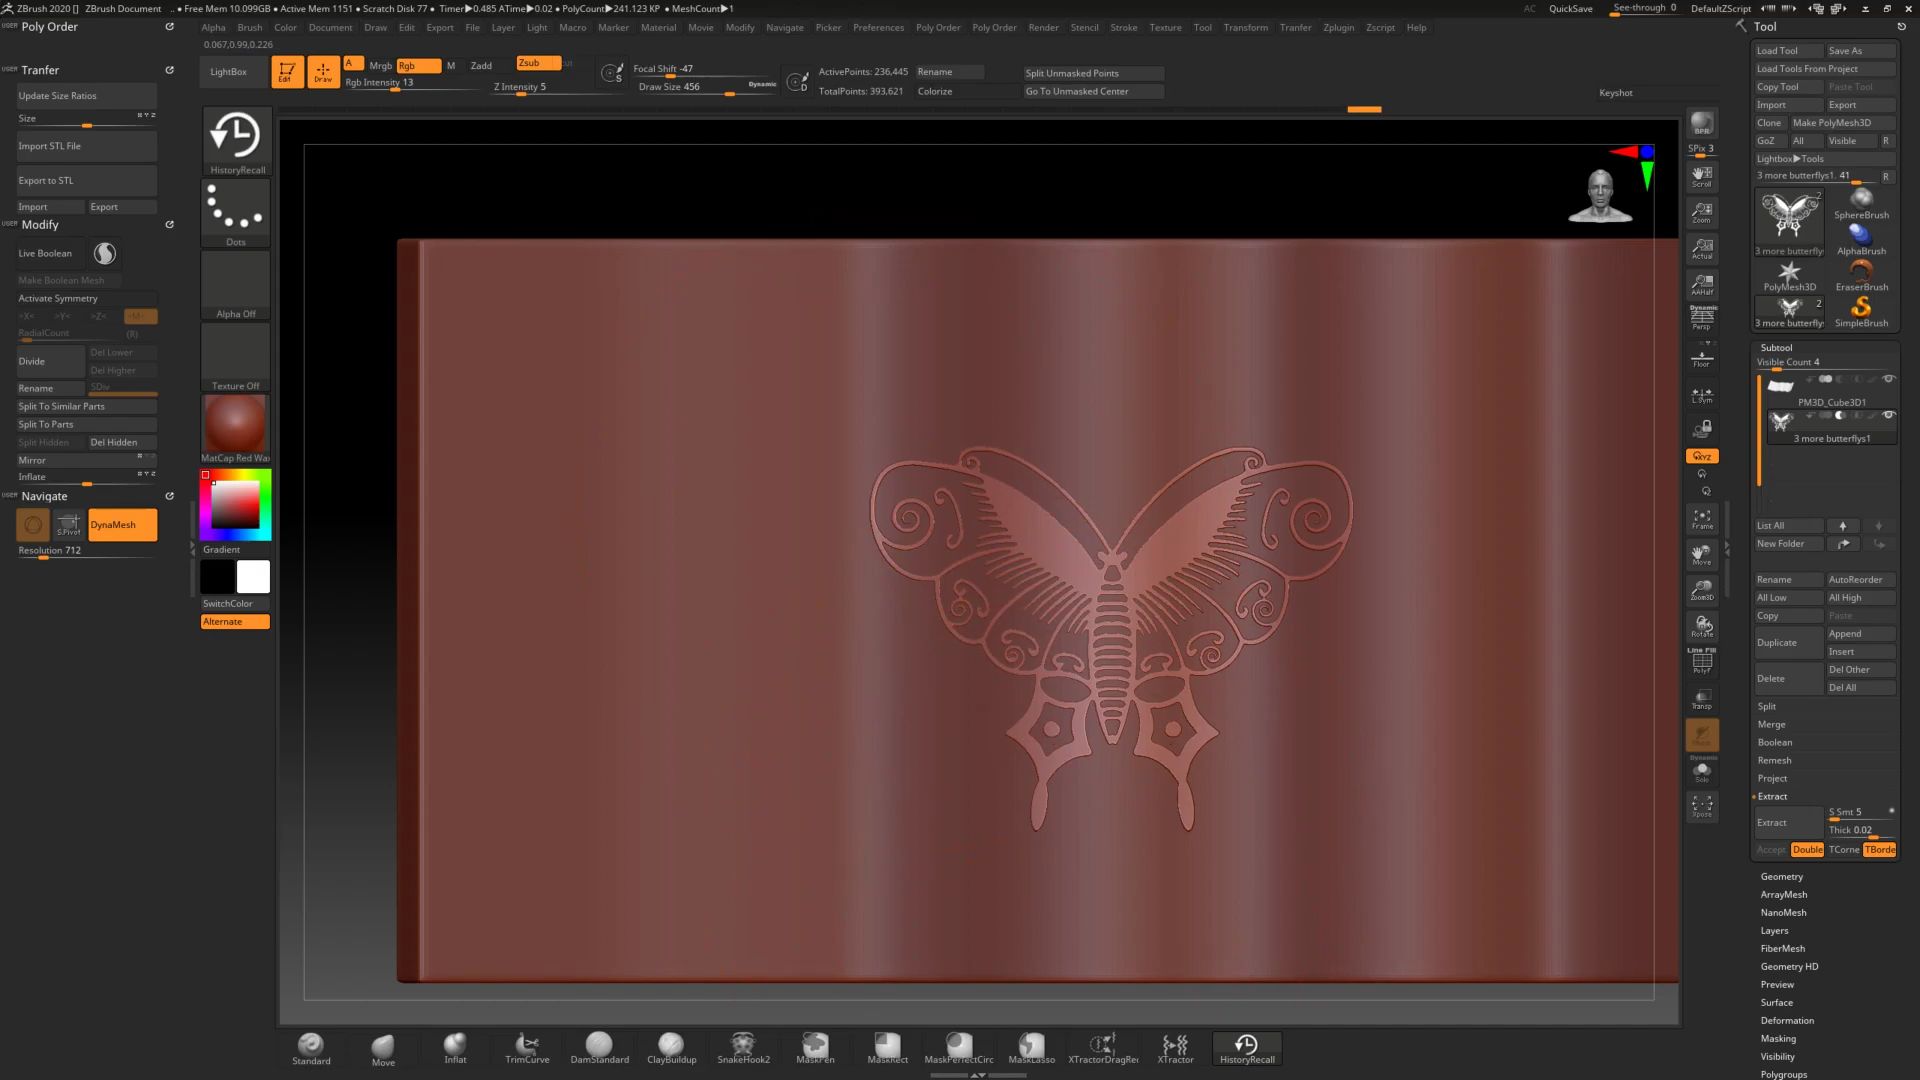 ZBrush 2020 [] ZBrush Document .. • Free Mem 10.099GB • Active Mem 1151 • Scratch Disk 77 • Timer▶0.485 ATime▶0.02 • PolyCount▶241.123 KP • MeshCount▶1 AC QuickSave See-through 0 DefaultZScript
Poly Order
Alpha Brush Color Document Draw Edit Export File Layer Light Macro Marker Material Movie Modify Navigate Picker Preferences Poly Order Poly Order Render Stencil Stroke Texture Tool Transform Tranfer Zplugin Zscript Help
0.067,0.99,0.226
LightBox
Edit
Draw
A Mrgb Rgb M Zadd Zsub
Rgb Intensity 13
Z Intensity 5
S
Focal Shift -47
Draw Size 456 Dynamic
D
ActivePoints: 236,445
TotalPoints: 393,621
Rename
Colorize
Split Unmasked Points
Go To Unmasked Center
Keyshot
USER Tranfer
Update Size Ratios
Size x Y z
Import STL File
Export to STL
Import Export
USER Modify
Live Boolean
Make Boolean Mesh
Activate Symmetry
>X< >Y< >Z< >M<
RadialCount (R)
Divide
Del Lower
Del Higher
Rename SDiv
Split To Similar Parts
Split To Parts
Split Hidden Del Hidden
Mirror
Inflate x Y z
USER Navigate
S.Pivot
DynaMesh
Resolution 712
HistoryRecall
Dots
Alpha Off
Texture Off
MatCap Red Wax
Gradient
SwitchColor
Alternate
BPR
SPix 3
Scroll
Zoom
Actual
AAHalf
Dynamic
Persp
Floor
L.Sym
XYZ
Frame
Move
Zoom3D
Rotate
Line Fill
PolyF
Transp
Dynamic
Solo
Xpose
Tool
Load Tool Save As
Load Tools From Project
Copy Tool Paste Tool
Import Export
Clone Make PolyMesh3D
GoZ All Visible R
Lightbox▶Tools
3 more butterflys1. 41 R
2
3 more butterfly
SphereBrush
AlphaBrush
PolyMesh3D
EraserBrush
2
3 more butterfly
SimpleBrush
Subtool
Visible Count 4
PM3D_Cube3D1
3 more butterflys1
List All
New Folder
Rename AutoReorder
All Low All High
Copy Paste
Duplicate
Append
Insert
Delete
Del Other
Del All
Split
Merge
Boolean
Remesh
Project
Extract
Extract
S Smt 5
Thick 0.02
Accept Double TCorne TBorde
Geometry
ArrayMesh
NanoMesh
Layers
FiberMesh
Geometry HD
Preview
Surface
Deformation
Masking
Visibility
Polygroups
Standard Move Inflat TrimCurve DamStandard ClayBuildup SnakeHook2 MaskPen MaskRect MaskPerfectCirc MaskLasso XTractorDragRec XTractor HistoryRecall